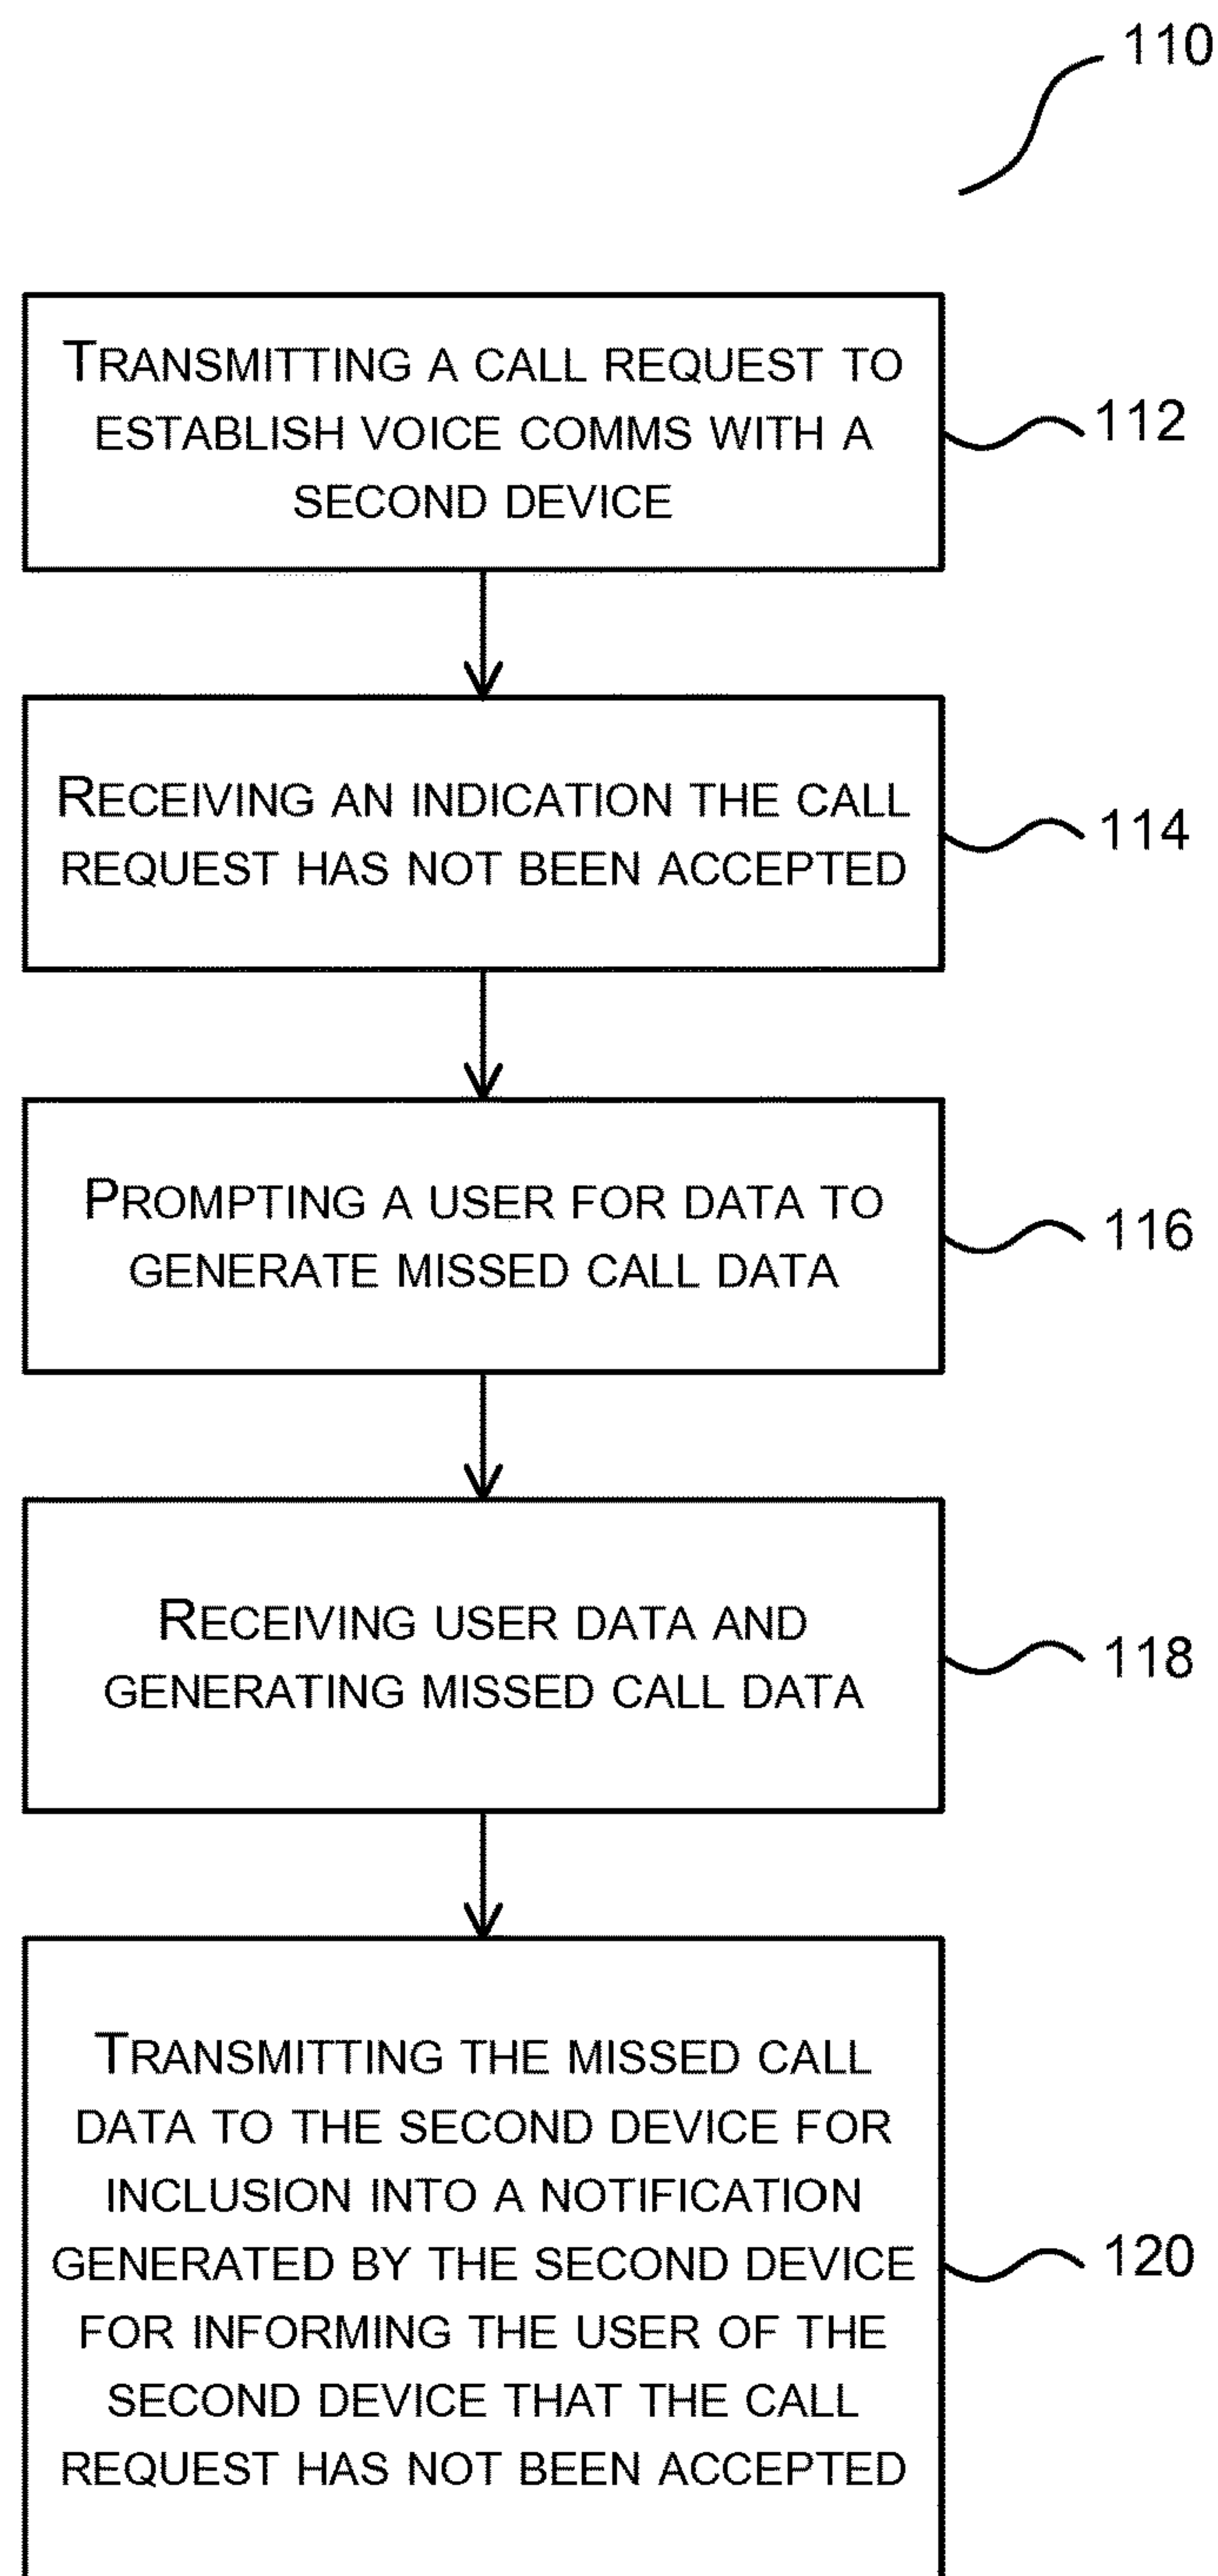 110
TRANSMITTING A CALL REQUEST TO
ESTABLISH VOICE COMMS WITH A
SECOND DEVICE
112
RECEIVING AN INDICATION THE CALL
REQUEST HAS NOT BEEN ACCEPTED
114
PROMPTING A USER FOR DATA TO
GENERATE MISSED CALL DATA
116
RECEIVING USER DATA AND
GENERATING MISSED CALL DATA
118
TRANSMITTING THE MISSED CALL
DATA TO THE SECOND DEVICE FOR
INCLUSION INTO A NOTIFICATION
GENERATED BY THE SECOND DEVICE
FOR INFORMING THE USER OF THE
SECOND DEVICE THAT THE CALL
REQUEST HAS NOT BEEN ACCEPTED
120